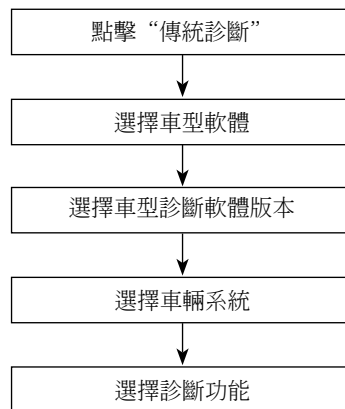 點擊“傳統診斷”
選擇車型軟體
選擇車型診斷軟體版本
選擇車輛系統
選擇診斷功能